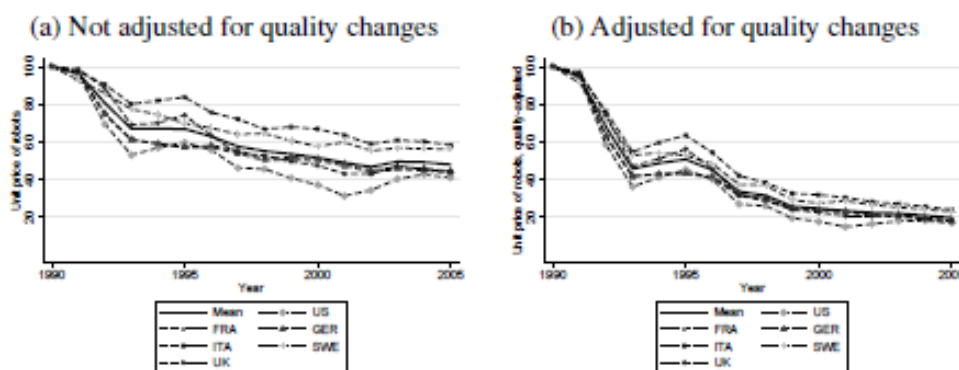 (a) Not adjusted for quality changes
Unit price of robots
100
80
60
40
20
1990
1995
2000
2005
Year
Mean
US
FRA
GER
ITA
SWE
UK
(b) Adjusted for quality changes
Unit price of robots, quality-adjusted
100
80
60
40
20
1990
1995
2000
200
Year
Mean
US
FRA
GER
ITA
SWE
UK